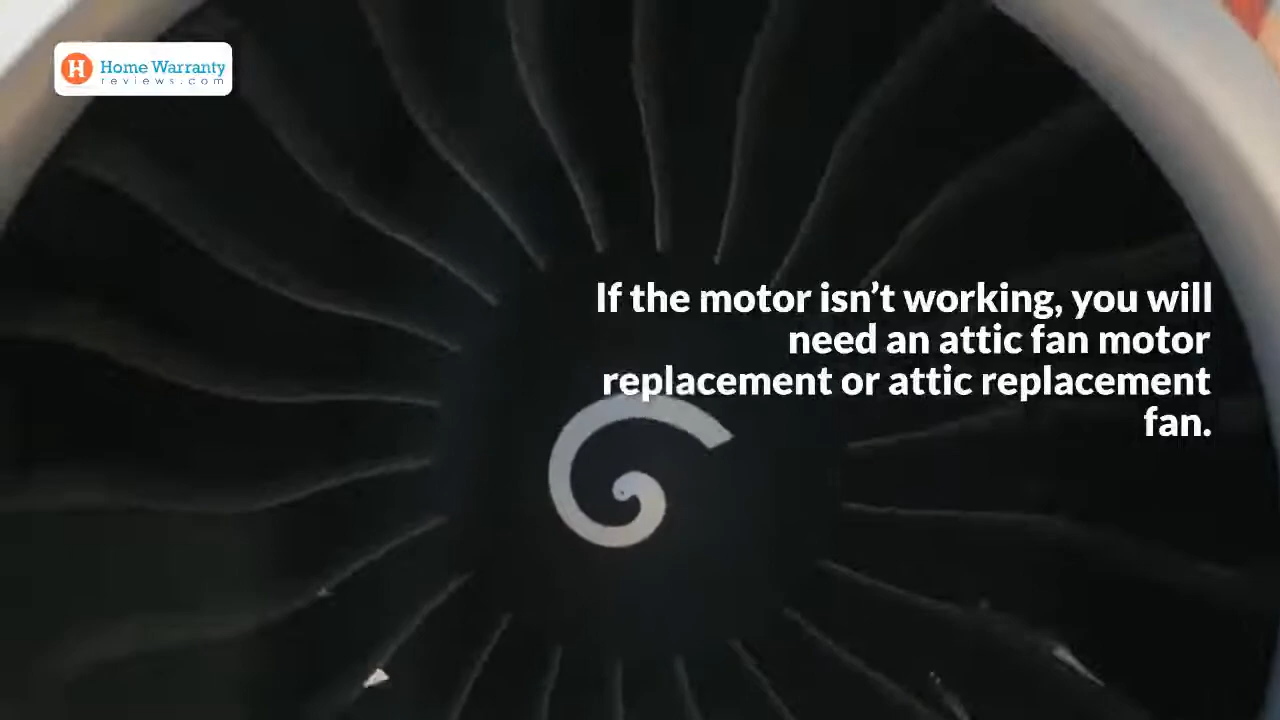 H
Home Warranty
reviews.com
If the motor isn’t working, you will
need an attic fan motor
replacement or attic replacement
fan.